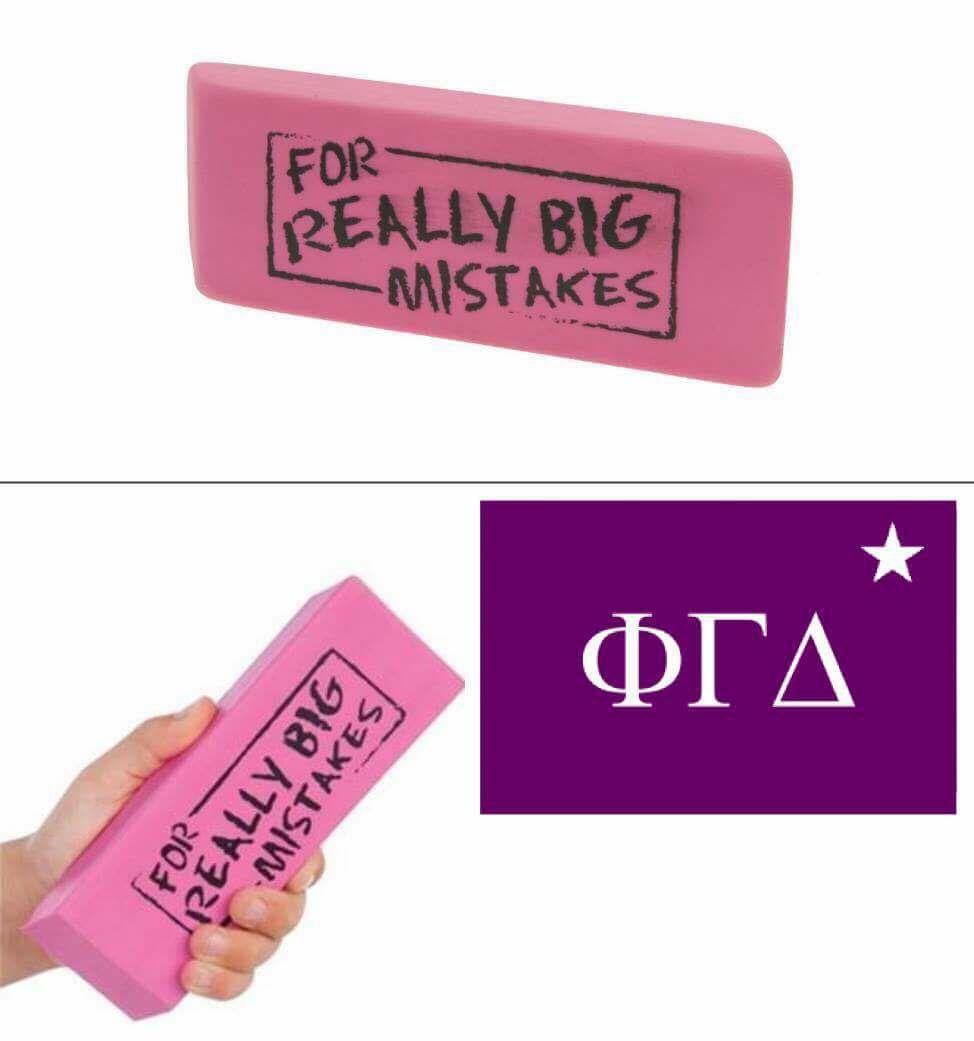 FOR
REALLY BIG
MISTAKES
FOR
REALLY BIG
MISTAKES
ΦΓΔ